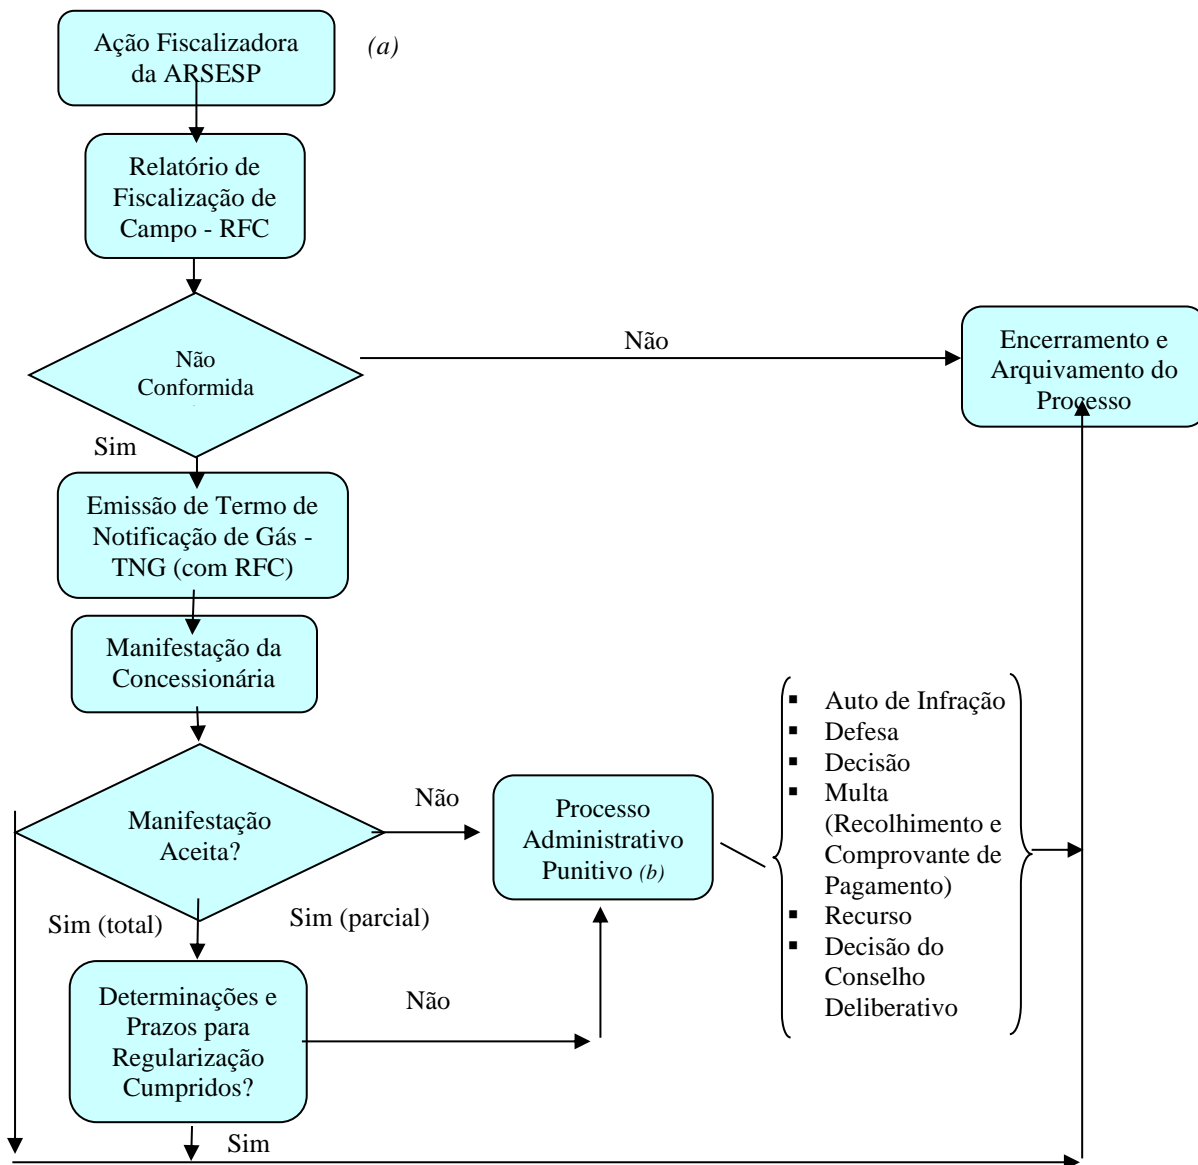 Ação Fiscalizadora
da ARSESP
(a)
Relatório de
Fiscalização de
Campo - RFC
Não
Conformida
Não
Encerramento e
Arquivamento do
Processo
Sim
Emissão de Termo de
Notificação de Gás -
TNG (com RFC)
Manifestação da
Concessionária
Manifestação
Aceita?
Não
Processo
Administrativo
Punitivo (b)
▪ Auto de Infração
▪ Defesa
▪ Decisão
▪ Multa
(Recolhimento e
Comprovante de
Pagamento)
▪ Recurso
▪ Decisão do
Conselho
Deliberativo
Sim (total)
Sim (parcial)
Determinações e
Prazos para
Regularização
Cumpridos?
Não
Sim